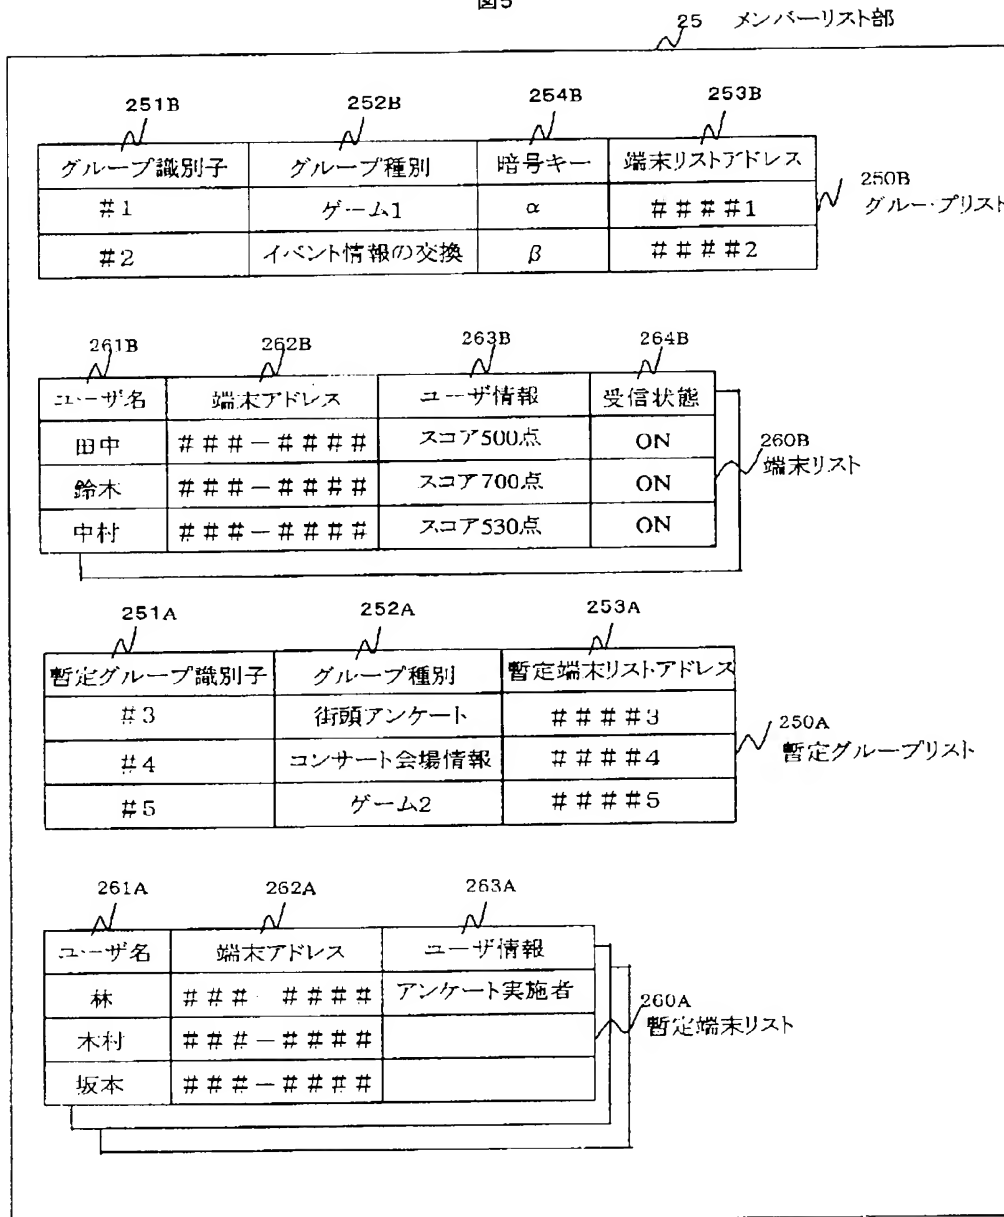 図5
25 メンバーリスト部
251B 252B 254B 253B
グループ識別子 グループ種別 暗号キー 端末リストアドレス
#1 ゲーム1 α ####1
#2 イベント情報の交換 β ####2
250B
グループリスト
261B 262B 263B 264B
ユーザ名 端末アドレス ユーザ情報 受信状態
田中 ###-#### スコア500点 ON
鈴木 ###-#### スコア700点 ON
中村 ###-#### スコア530点 ON
260B
端末リスト
251A 252A 253A
暫定グループ識別子 グループ種別 暫定端末リストアドレス
#3 街頭アンケート ####3
#4 コンサート会場情報 ####4
#5 ゲーム2 ####5
250A
暫定グループリスト
261A 262A 263A
ユーザ名 端末アドレス ユーザ情報
林 ### #### アンケート実施者
木村 ###-####
坂本 ###-####
260A
暫定端末リスト